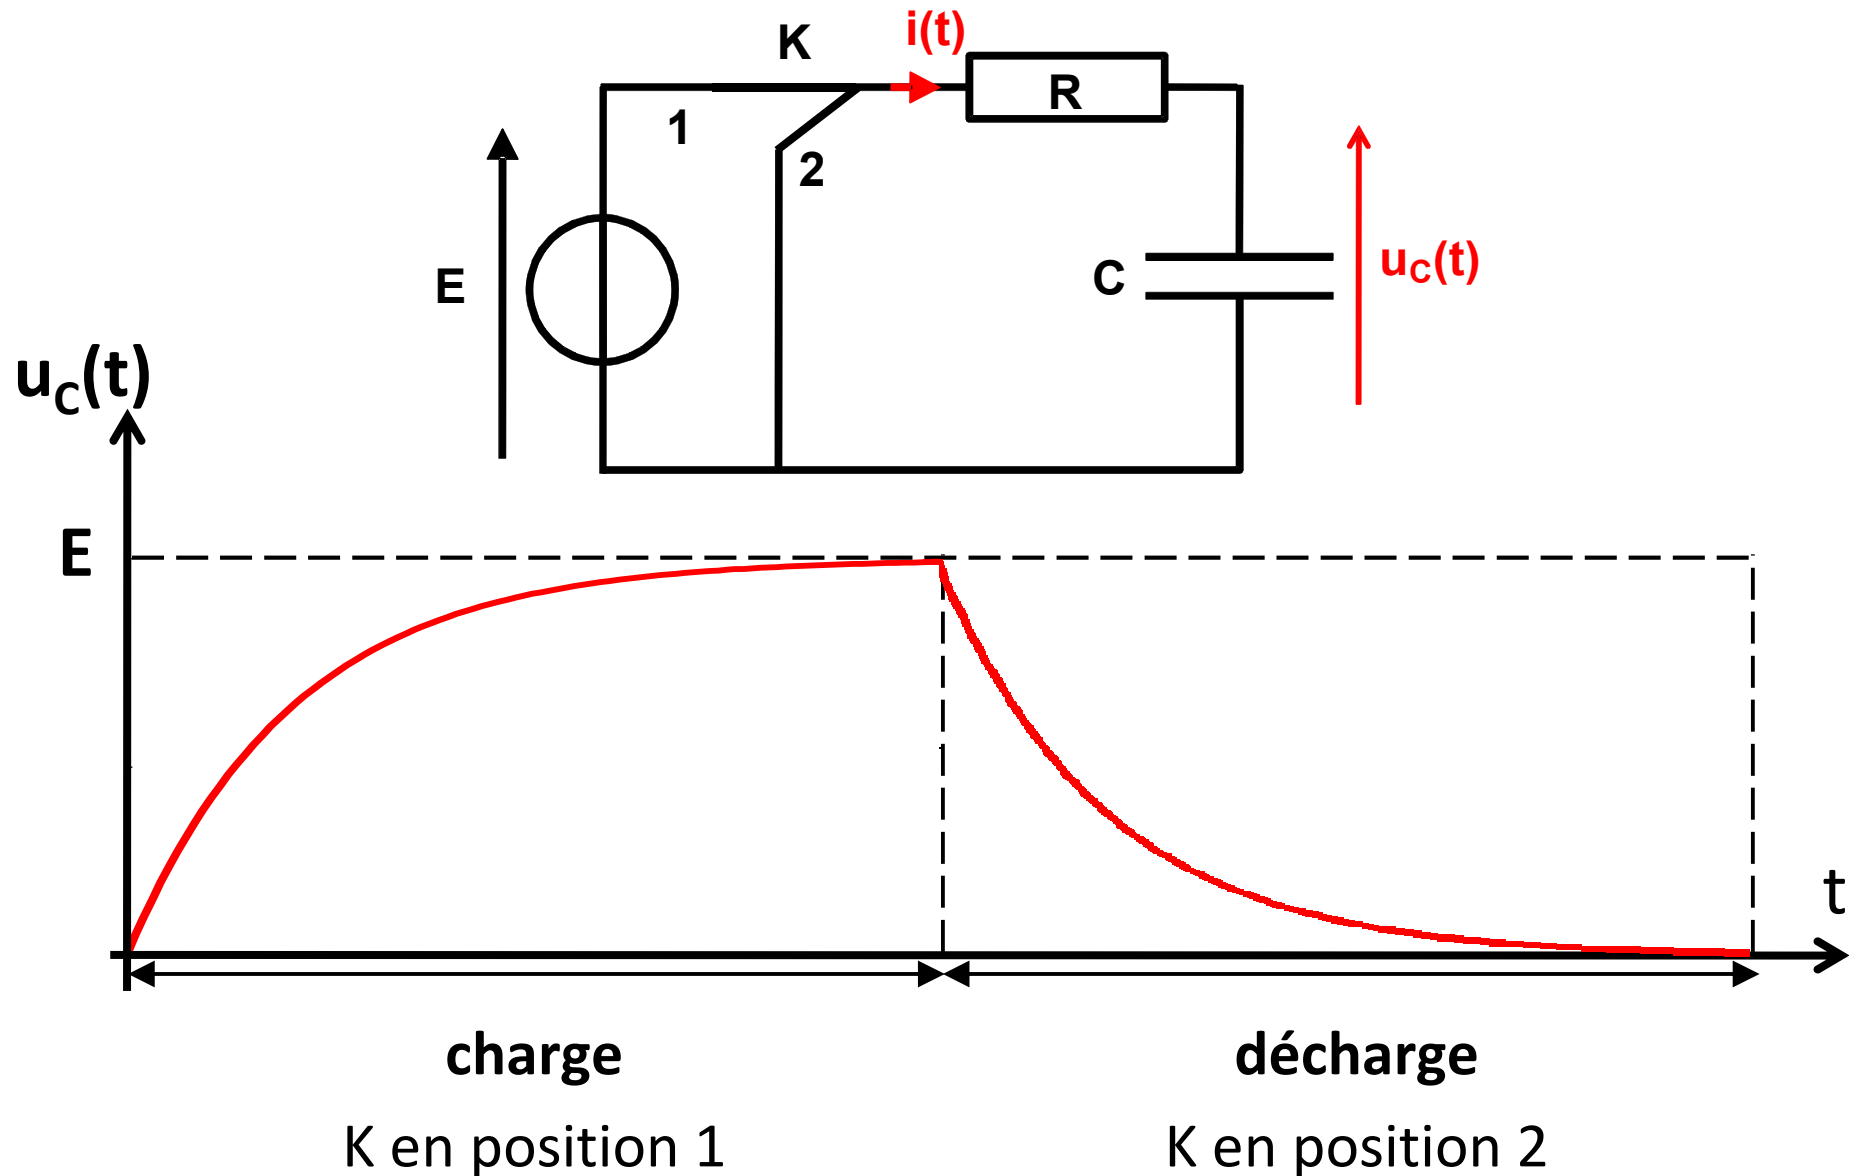 K
i(t)
R
1
2
E
C
uC(t)
uC(t)
E
t
charge
décharge
K en position 1
K en position 2